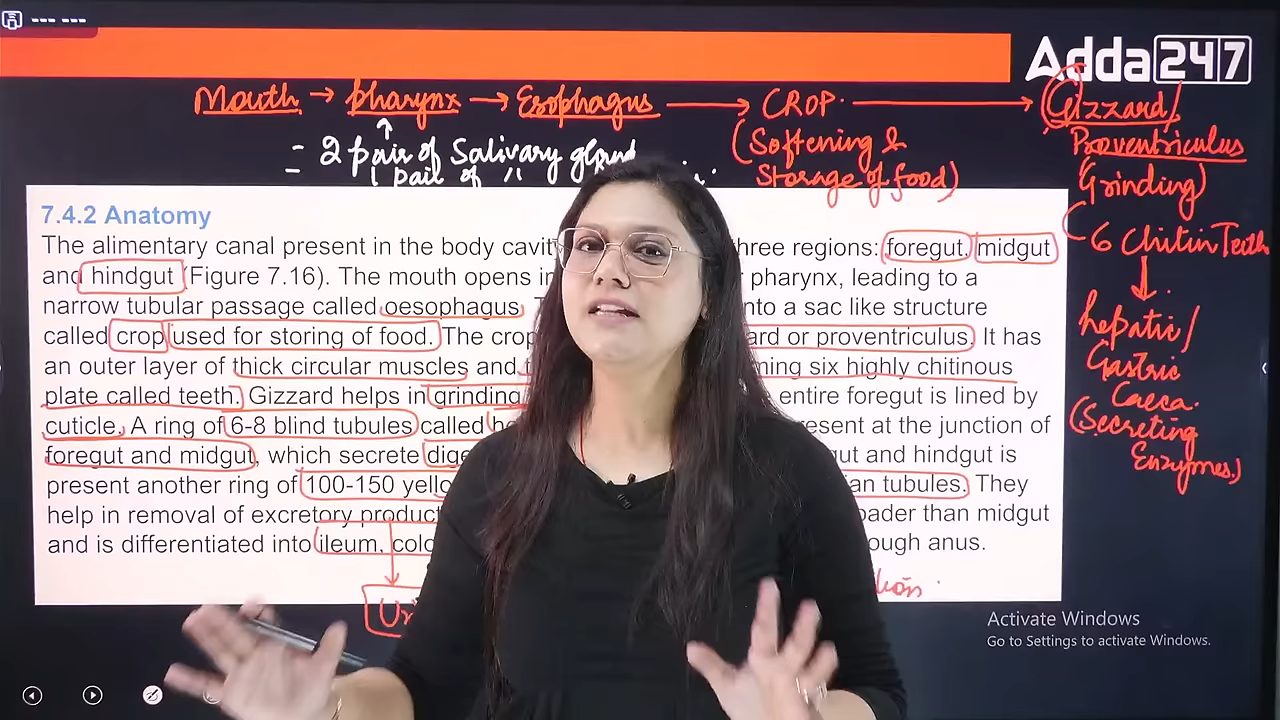 Adda 247
Mouth → pharynx → Esophagus → CROP. → Gizzard/
Proventriculus
(Grinding)
(Softening &
Storage of food)
- 2 pair of Salivary gland
- 1 pair of "
6 Chitin Teeth
↓
hepatic/
Gastric
Caeca.
(Secreting
Enzymes.)
7.4.2 Anatomy
The alimentary canal present in the body cavit three regions: foregut, midgut
and hindgut (Figure 7.16). The mouth opens in pharynx, leading to a
narrow tubular passage called oesophagus. nto a sac like structure
called crop used for storing of food. The crop ard or proventriculus. It has
an outer layer of thick circular muscles and ming six highly chitinous
plate called teeth. Gizzard helps in grinding entire foregut is lined by
cuticle. A ring of 6-8 blind tubules called he resent at the junction of
foregut and midgut, which secrete dige gut and hindgut is
present another ring of 100-150 yello ian tubules. They
help in removal of excretory product oader than midgut
and is differentiated into ileum, colo ough anus.
Activate Windows
Go to Settings to activate Windows.